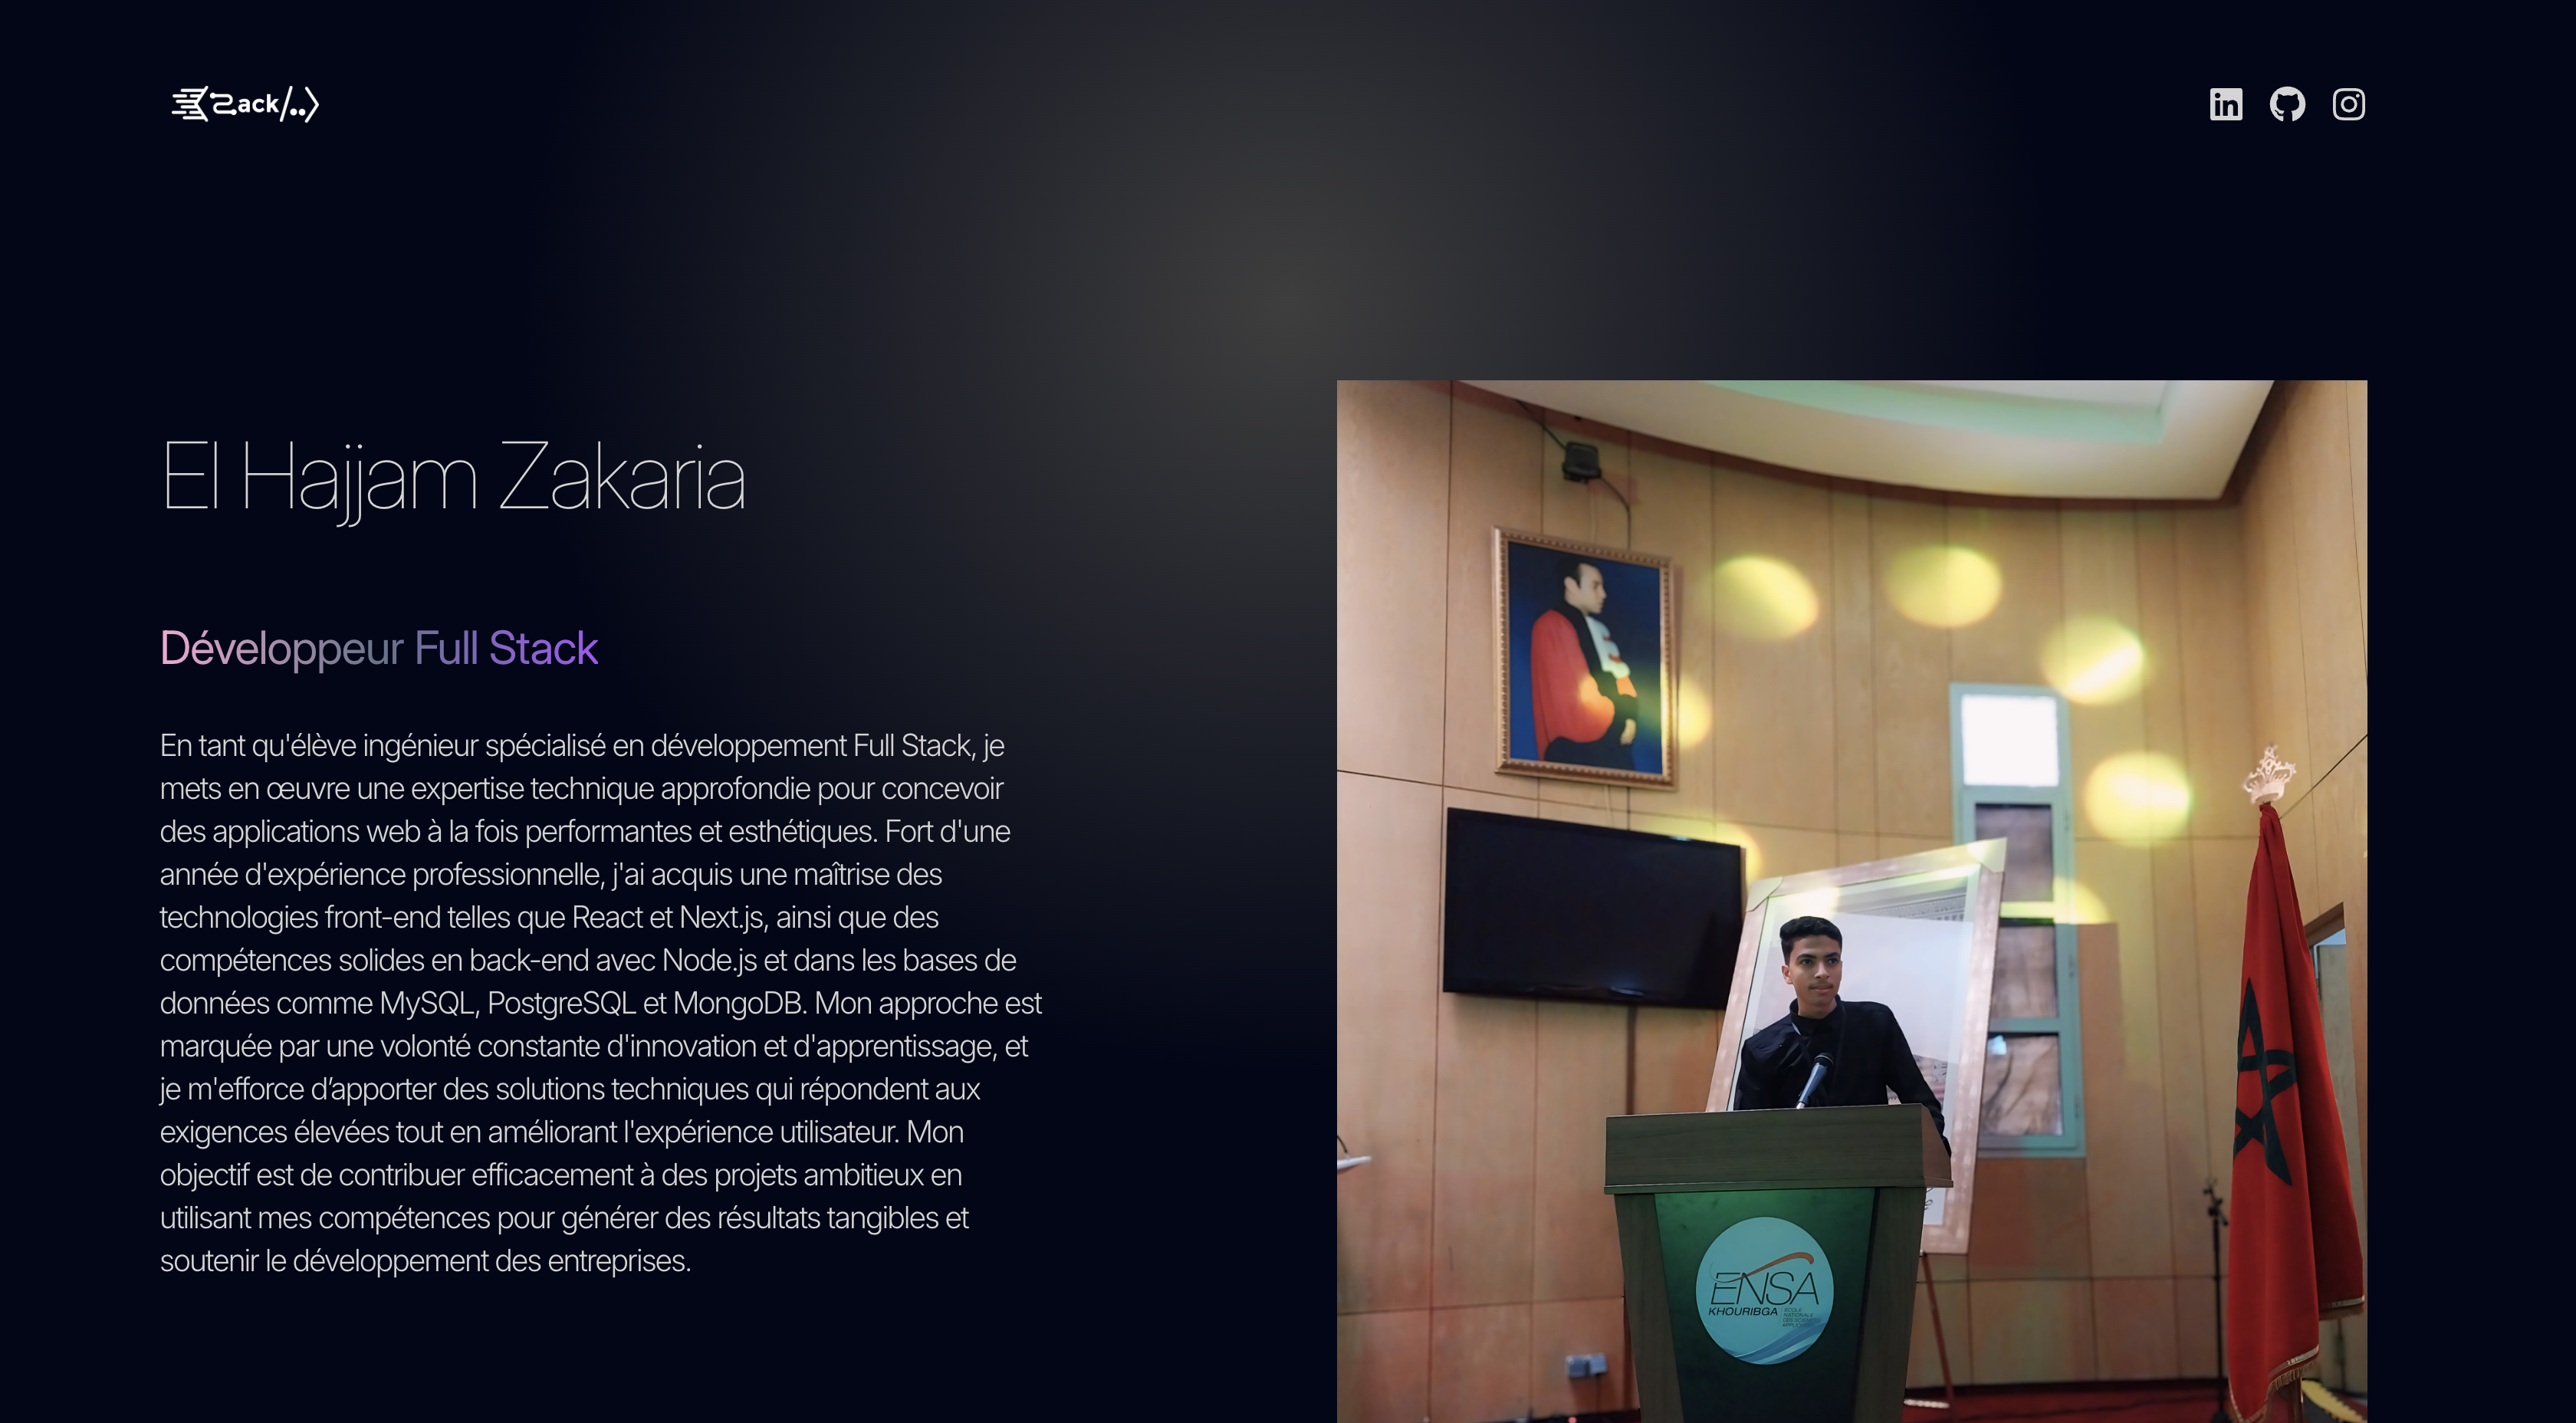 Zack/..>
El Hajjam Zakaria
Développeur Full Stack
En tant qu'élève ingénieur spécialisé en développement Full Stack, je
mets en œuvre une expertise technique approfondie pour concevoir
des applications web à la fois performantes et esthétiques. Fort d'une
année d'expérience professionnelle, j'ai acquis une maîtrise des
technologies front-end telles que React et Next.js, ainsi que des
compétences solides en back-end avec Node.js et dans les bases de
données comme MySQL, PostgreSQL et MongoDB. Mon approche est
marquée par une volonté constante d'innovation et d'apprentissage, et
je m'efforce d’apporter des solutions techniques qui répondent aux
exigences élevées tout en améliorant l'expérience utilisateur. Mon
objectif est de contribuer efficacement à des projets ambitieux en
utilisant mes compétences pour générer des résultats tangibles et
soutenir le développement des entreprises.
ENSA
KHOURIBGA